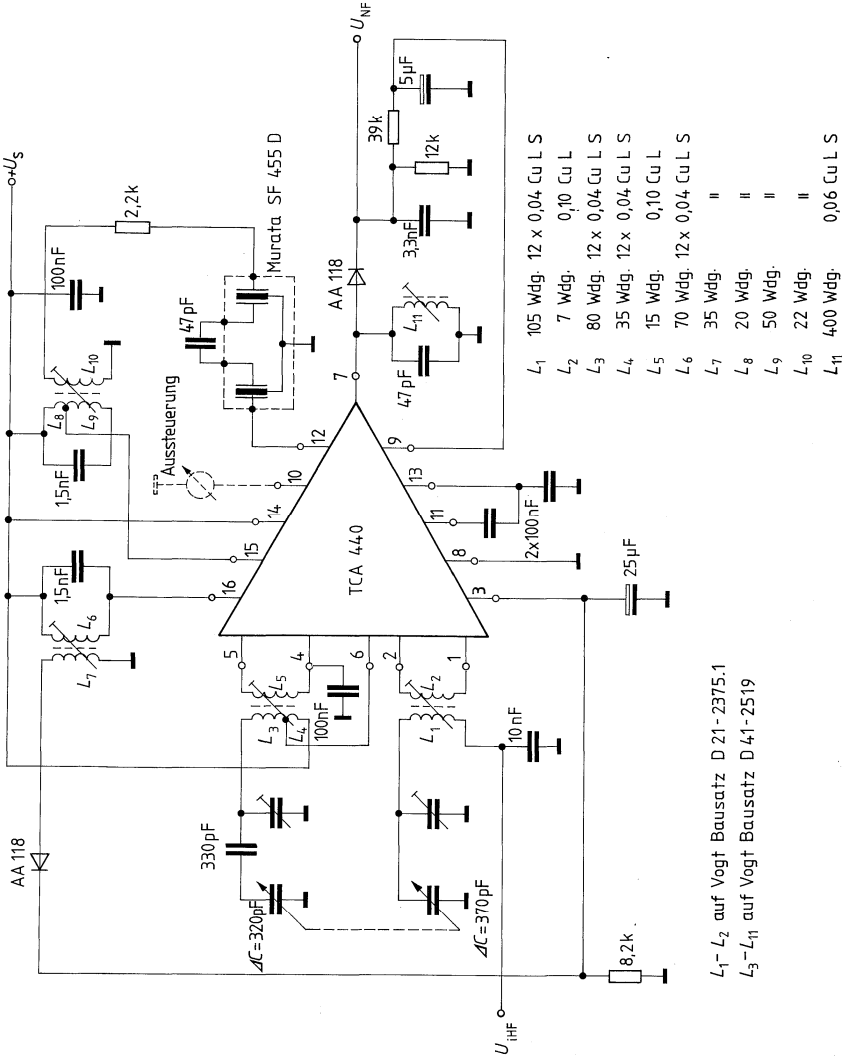 +U_S
U_NF
2,2k
100nF
Murata SF 455 D
47pF
L_10
L_8
L_9
1,5nF
Aussteuerung
39k
5µF
12k
3,3nF
AA 118
L_11
47pF
7
12
10
14
15
16
9
13
11
8
3
TCA 440
2x100nF
25µF
1,5nF
L_6
L_7
5
4
6
2
1
L_5
L_3
L_4
100nF
L_2
L_1
10nF
AA 118
330pF
ΔC=320pF
ΔC=370pF
8,2k
U_iHF
L_1 105 Wdg. 12 x 0,04 Cu L S
L_2 7 Wdg. 0,10 Cu L
L_3 80 Wdg. 12 x 0,04 Cu L S
L_4 35 Wdg. 12 x 0,04 Cu L S
L_5 15 Wdg. 0,10 Cu L
L_6 70 Wdg. 12 x 0,04 Cu L S
L_7 35 Wdg. "
L_8 20 Wdg. "
L_9 50 Wdg. "
L_10 22 Wdg. "
L_11 400 Wdg. 0,06 Cu L S
L_1-L_2 auf Vogt Bausatz D 21-2375.1
L_3-L_11 auf Vogt Bausatz D 41-2519